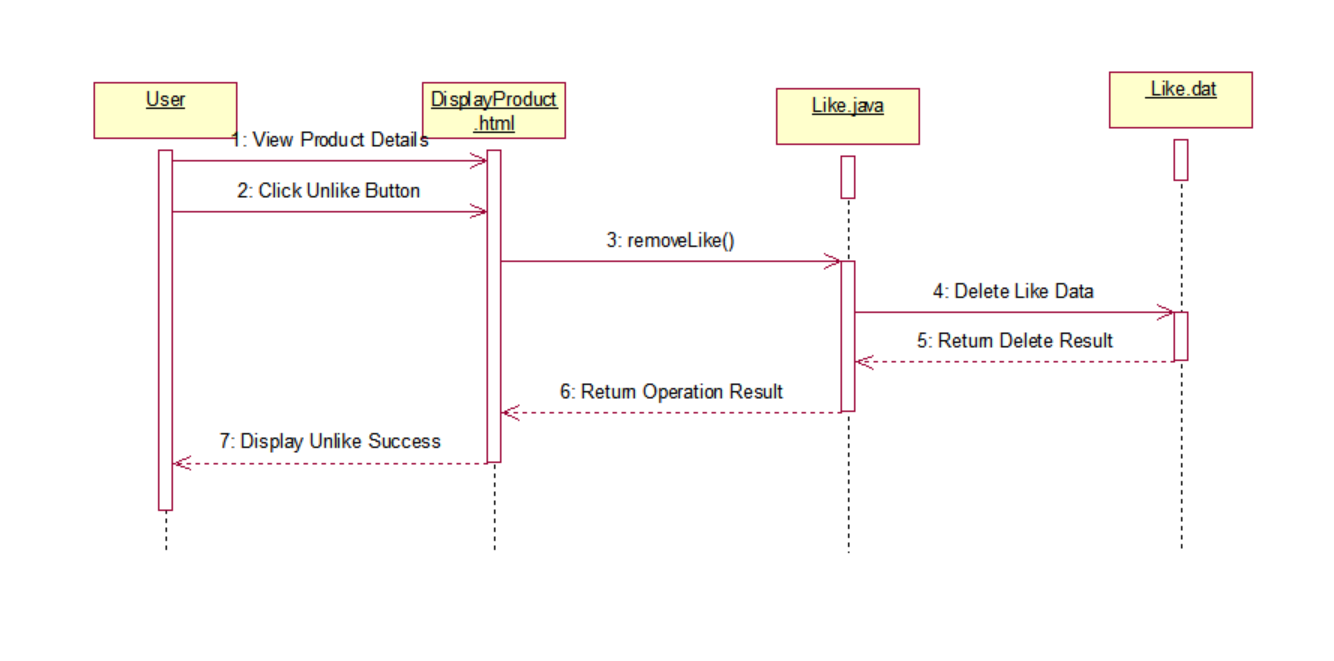 User
DisplayProduct
.html
Like.java
Like.dat
1: View Product Details
2: Click Unlike Button
3: removeLike()
4: Delete Like Data
5: Return Delete Result
6: Return Operation Result
7: Display Unlike Success